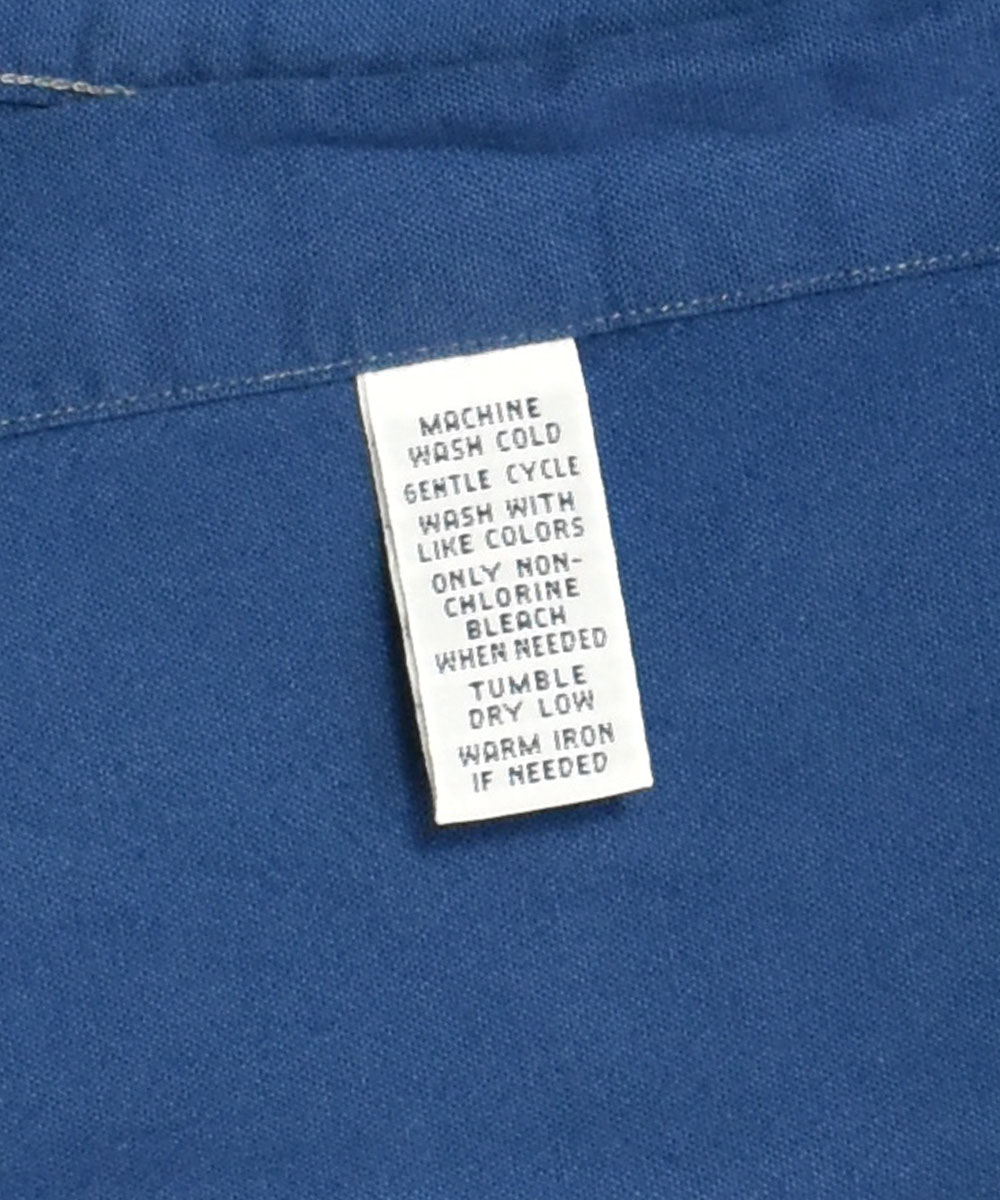 MACHINE
WASH COLD
GENTLE CYCLE
WASH WITH
LIKE COLORS
ONLY NON-
CHLORINE
BLEACH
WHEN NEEDED
TUMBLE
DRY LOW
WARM IRON
IF NEEDED